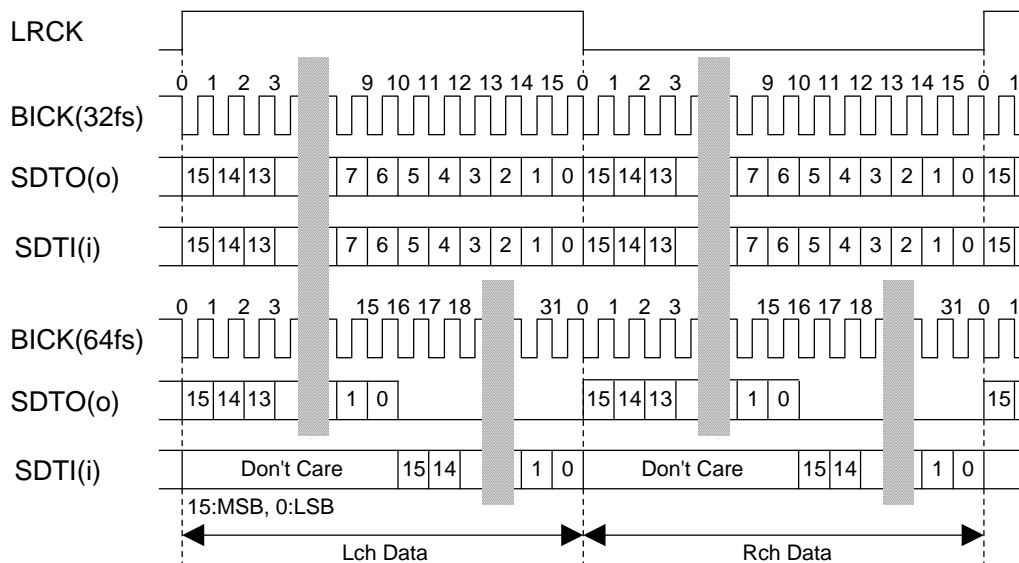 LRCK
0 1 2 3 9 10 11 12 13 14 15 0 1 2 3 9 10 11 12 13 14 15 0 1
BICK(32fs)
SDTO(o) 15 14 13 7 6 5 4 3 2 1 0 15 14 13 7 6 5 4 3 2 1 0 15
SDTI(i) 15 14 13 7 6 5 4 3 2 1 0 15 14 13 7 6 5 4 3 2 1 0 15
0 1 2 3 15 16 17 18 31 0 1 2 3 15 16 17 18 31 0 1
BICK(64fs)
SDTO(o) 15 14 13 1 0 15 14 13 1 0 15
SDTI(i) Don't Care 15 14 1 0 Don't Care 15 14 1 0
15:MSB, 0:LSB
Lch Data Rch Data